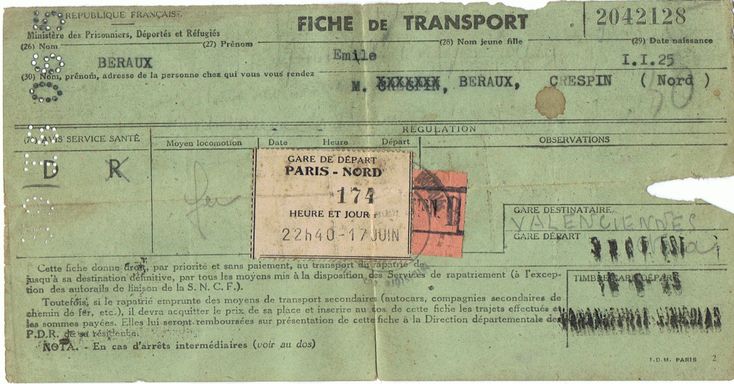 RÉPUBLIQUE FRANÇAISE
FICHE DE TRANSPORT
2042128
Ministère des Prisonniers, Déportés et Réfugiés
(26) Nom
(27) Prénom
(28) Nom jeune fille
(29) Date naissance
BERAUX
Emile
I.I.25
(30) Nom, prénom, adresse de la personne chez qui vous vous rendez
M. BERAUX, CRESPIN ( Nord )
RÉGULATION
AVIS SERVICE SANTÉ
Moyen locomotion
Date
Heure
Départ
OBSERVATIONS
D R
fer
GARE DE DÉPART
PARIS - NORD
174
HEURE ET JOUR
22h40-17JUIN
GARE DESTINATAIRE
VALENCIENNES
GARE DÉPART
TIMBRE GARE DÉPART
Cette fiche donne droit, par priorité et sans paiement, au transport du rapatrié
jusqu'à sa destination définitive, par tous les moyens mis à la disposition des Services de rapatriement (à l'excep-
tion des autorails de liaison de la S. N. C. F.).
Toutefois, si le rapatrié emprunte des moyens de transport secondaires (autocars, compagnies secondaires de
chemin de fer, etc.), il devra acquitter le prix de sa place et inscrire au dos de cette fiche les trajets effectués et
les sommes payées. Elles lui seront remboursées sur présentation de cette fiche à la Direction départementale des
P.D.R. de sa résidence.
NOTA. - En cas d'arrêts intermédiaires (voir au dos)
I.D.M. PARIS 2